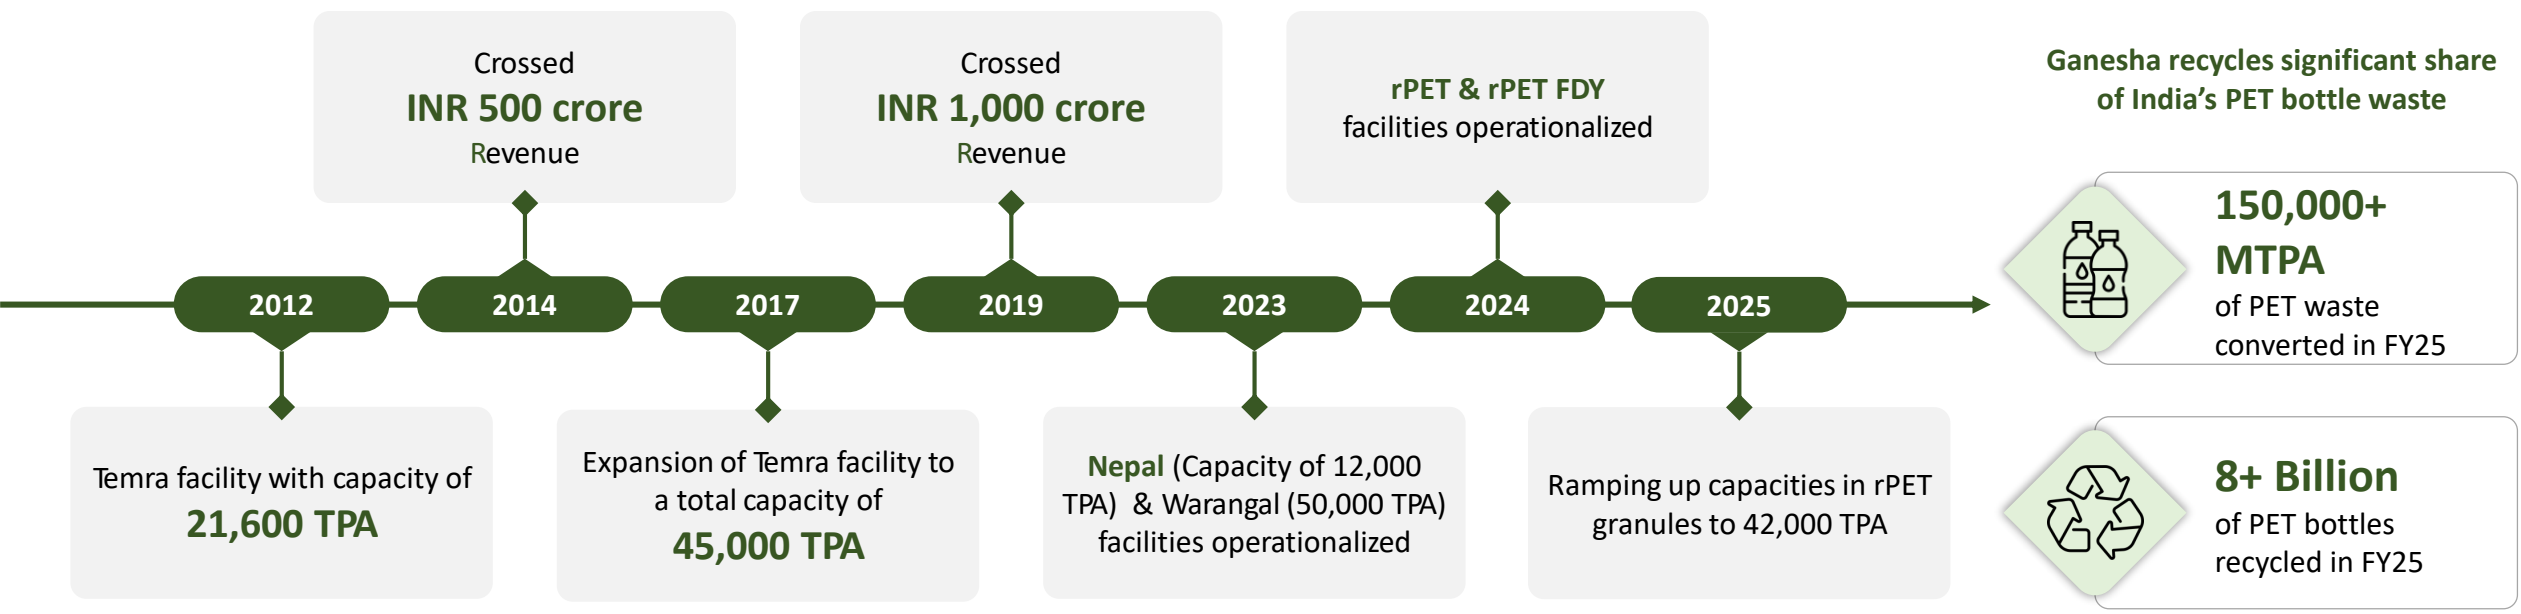 Crossed
INR 500 crore
Revenue
Crossed
INR 1,000 crore
Revenue
rPET & rPET FDY
facilities operationalized
2012
2014
2017
2019
2023
2024
2025
Temra facility with capacity of
21,600 TPA
Expansion of Temra facility to
a total capacity of
45,000 TPA
Nepal (Capacity of 12,000
TPA) & Warangal (50,000 TPA)
facilities operationalized
Ramping up capacities in rPET
granules to 42,000 TPA
Ganesha recycles significant share
of India's PET bottle waste
150,000+
MTPA
of PET waste
converted in FY25
8+ Billion
of PET bottles
recycled in FY25